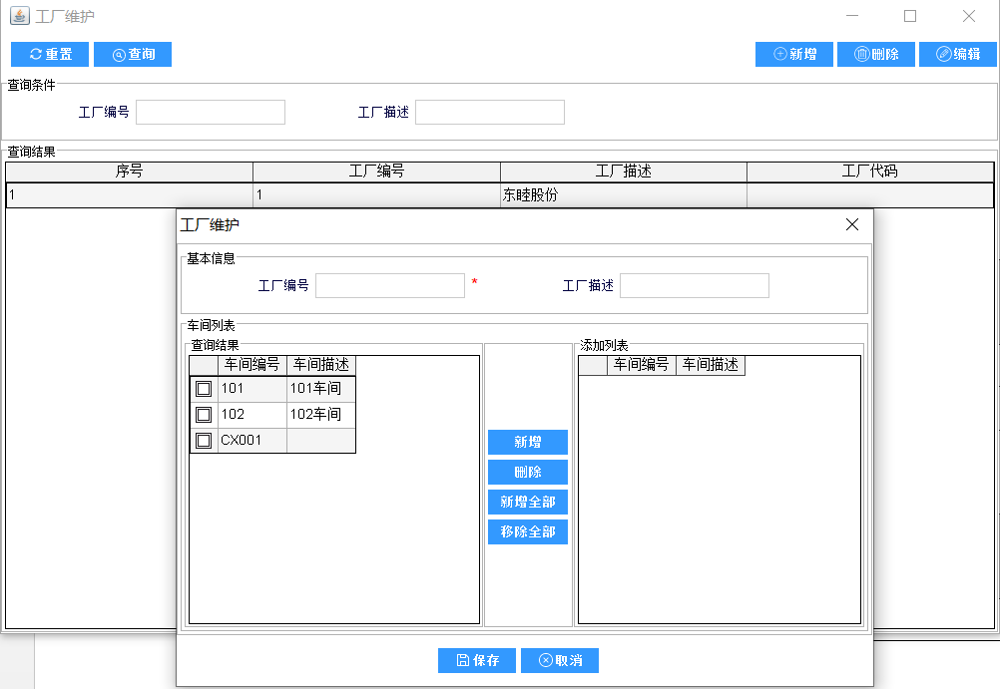 工厂维护
重置 查询 新增 删除 编辑
查询条件
工厂编号 工厂描述
查询结果
序号 工厂编号 工厂描述 工厂代码
1 1 东睦股份
工厂维护
基本信息
工厂编号 * 工厂描述
车间列表
查询结果 添加列表
车间编号 车间描述 车间编号 车间描述
101 101车间
102 102车间
CX001
新增
删除
新增全部
移除全部
保存 取消